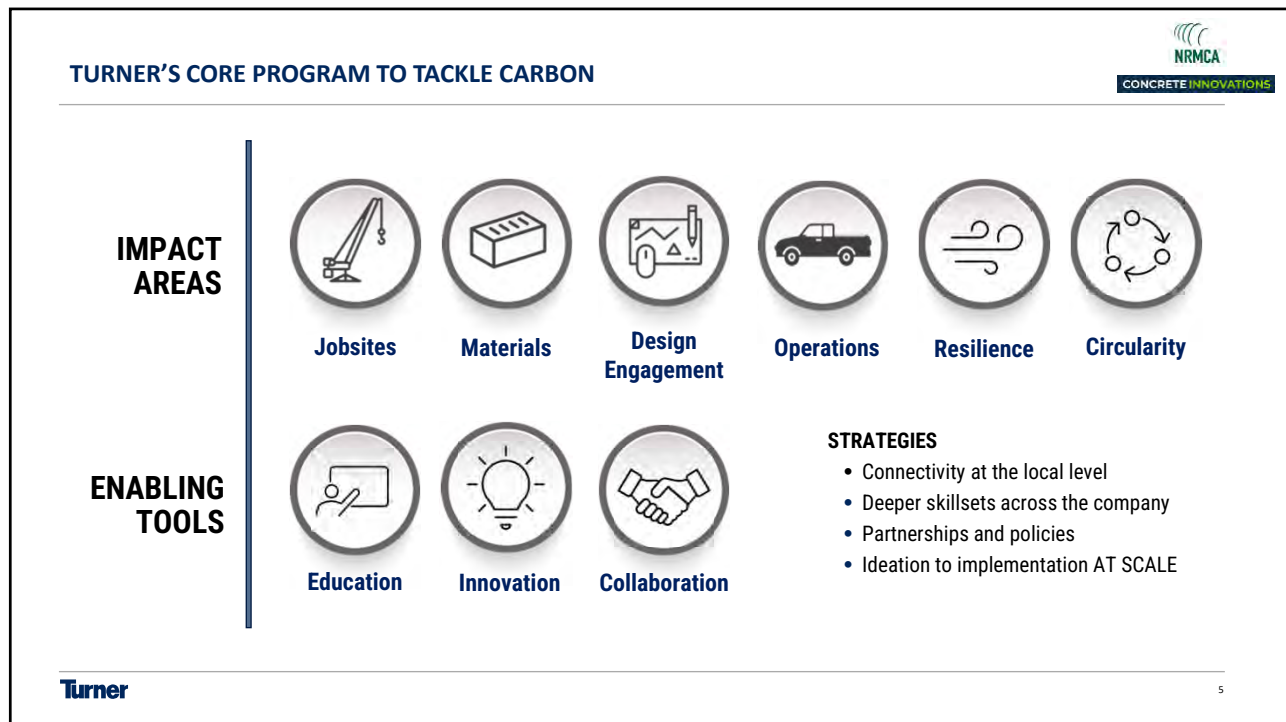 TURNER’S CORE PROGRAM TO TACKLE CARBON
NRMCA
CONCRETE INNOVATIONS
IMPACT
AREAS
Jobsites
Materials
Design
Engagement
Operations
Resilience
Circularity
ENABLING
TOOLS
Education
Innovation
Collaboration
STRATEGIES
• Connectivity at the local level
• Deeper skillsets across the company
• Partnerships and policies
• Ideation to implementation AT SCALE
Turner
5